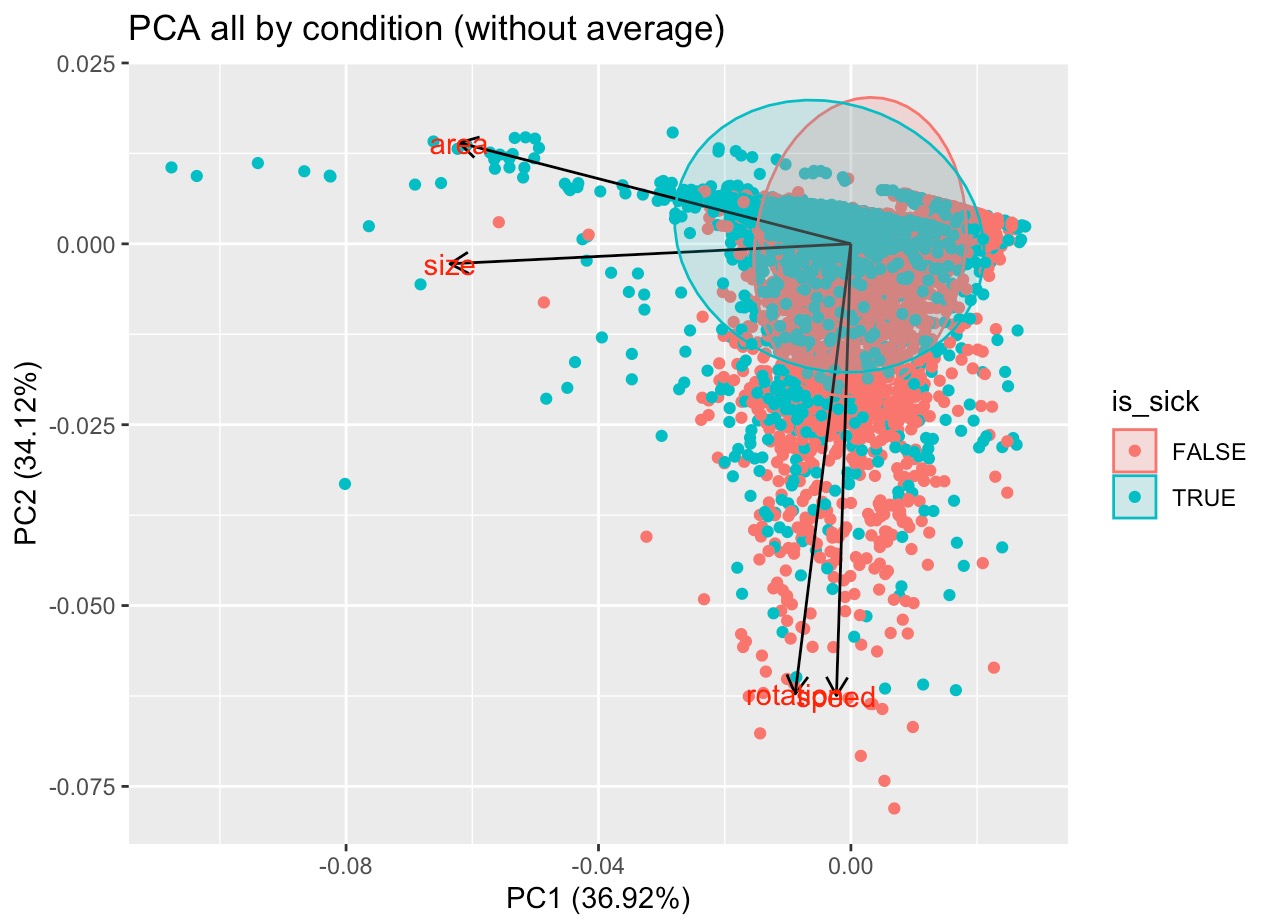 PCA all by condition (without average)
0.025
0.000
-0.025
-0.050
-0.075
PC2 (34.12%)
area
size
rotation
speed
-0.08
-0.04
0.00
PC1 (36.92%)
is_sick
FALSE
TRUE